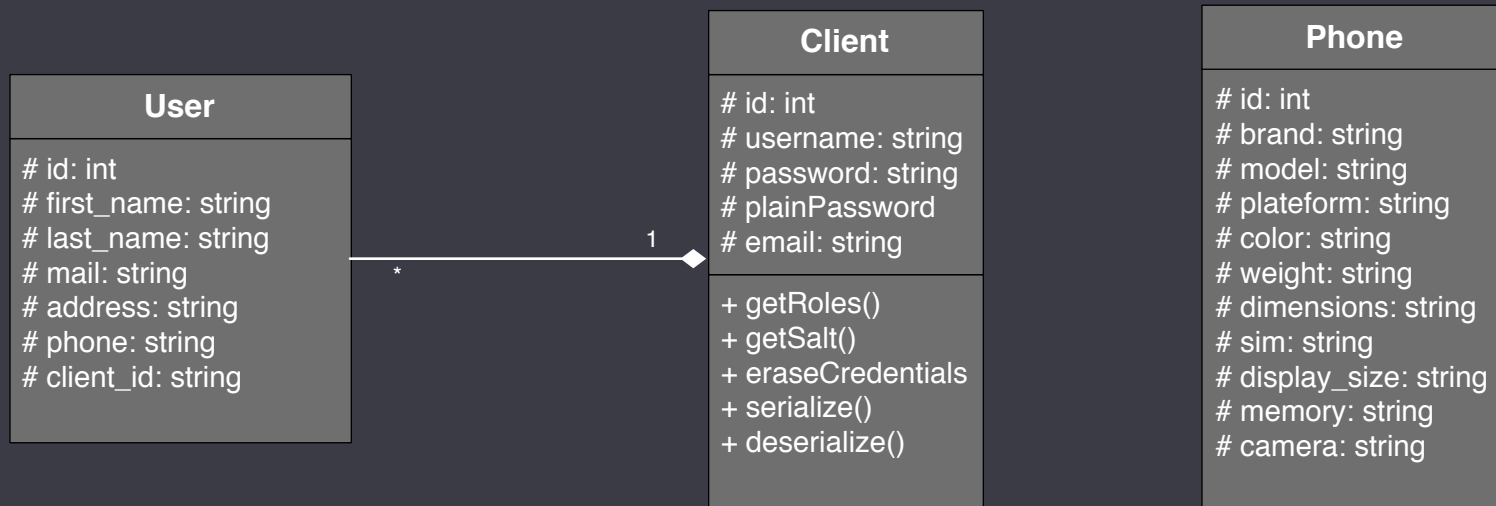 User
# id: int
# first_name: string
# last_name: string
# mail: string
# address: string
# phone: string
# client_id: string
*
1
Client
# id: int
# username: string
# password: string
# plainPassword
# email: string
+ getRoles()
+ getSalt()
+ eraseCredentials
+ serialize()
+ deserialize()
Phone
# id: int
# brand: string
# model: string
# plateform: string
# color: string
# weight: string
# dimensions: string
# sim: string
# display_size: string
# memory: string
# camera: string